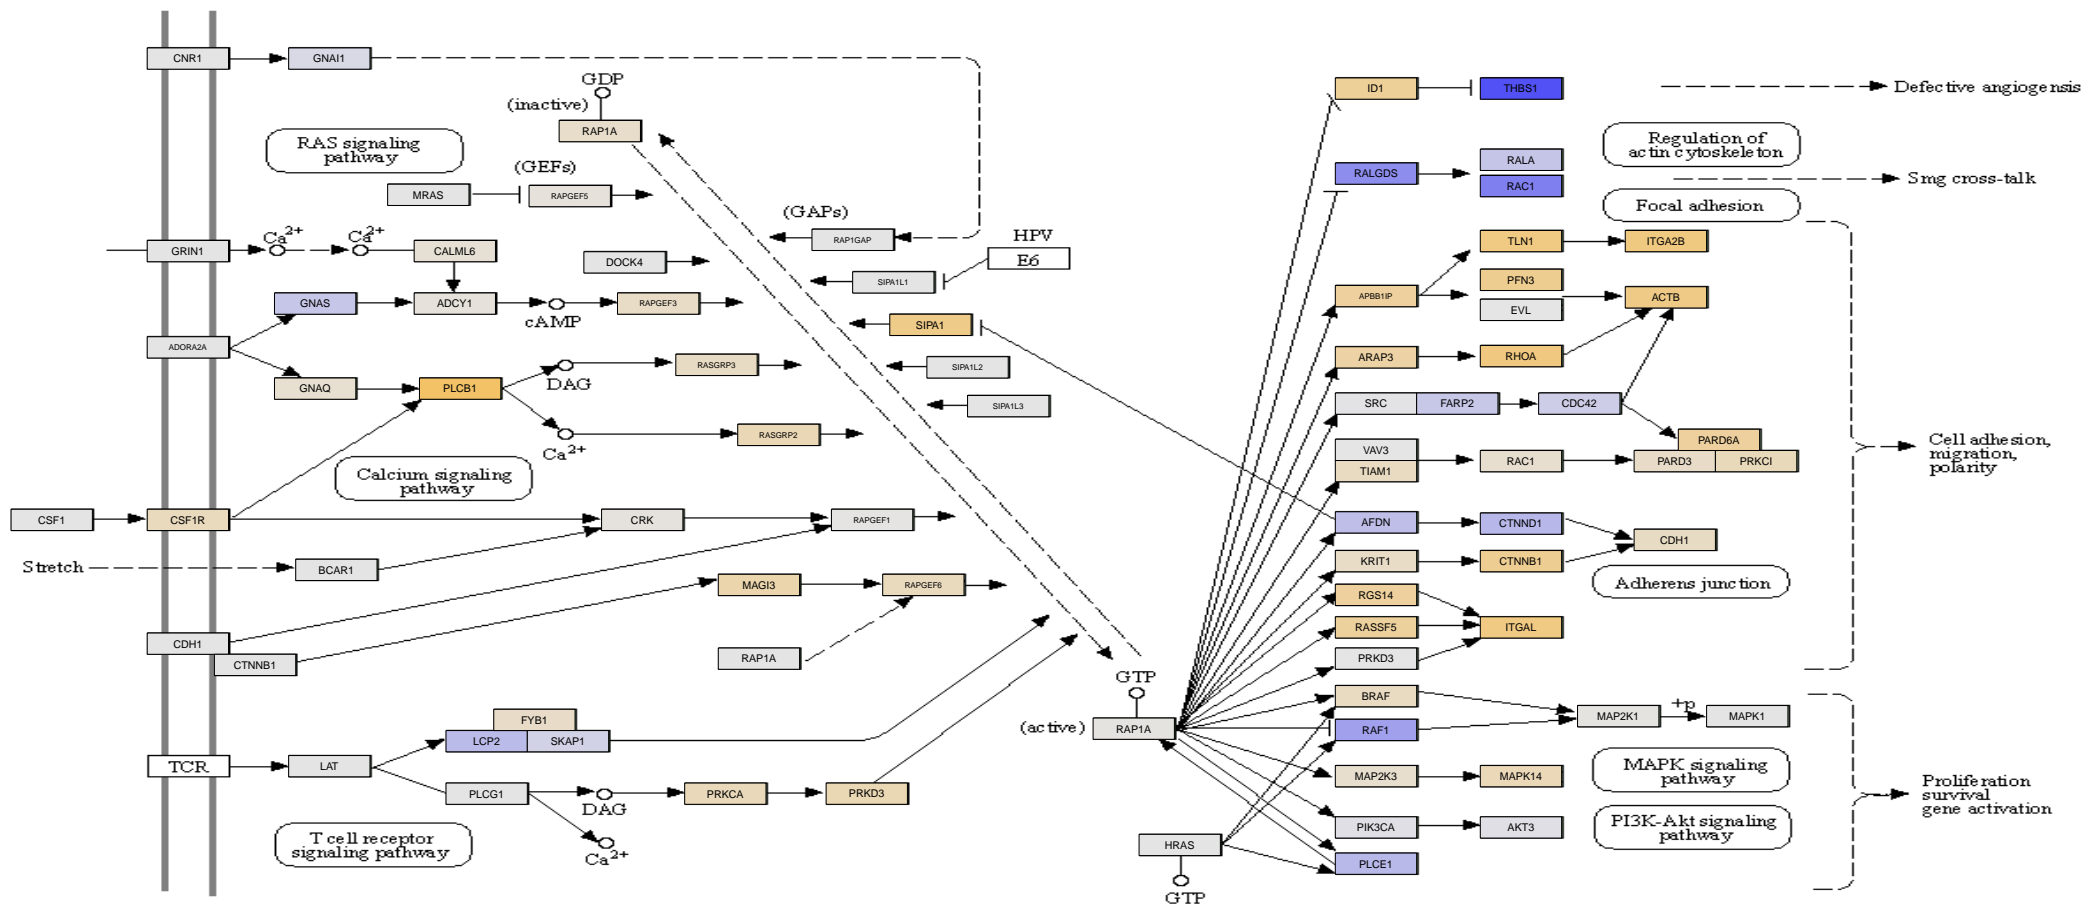 CNR1
GNAI1
GDP
(inactive)
RAP1A
RAS signaling
pathway
(GEFs)
MRAS
RAPGEF5
(GAPs)
RAP1GAP
HPV
E6
GRIN1
Ca2+
Ca2+
CALML6
DOCK4
SIPA1L1
GNAS
ADCY1
cAMP
RAPGEF3
SIPA1
ADORA2A
GNAQ
PLCB1
DAG
RASGRP3
SIPA1L2
SIPA1L3
Ca2+
RASGRP2
Calcium signaling
pathway
CSF1
CSF1R
CRK
RAPGEF1
Stretch
BCAR1
MAGI3
RAPGEF6
CDH1
CTNNB1
RAP1A
FYB1
LCP2
SKAP1
TCR
LAT
PLCG1
DAG
PRKCA
PRKD3
Ca2+
T cell receptor
signaling pathway
GTP
(active)
RAP1A
HRAS
GTP
ID1
THBS1
Defective angiogensis
Regulation of
actin cytoskeleton
RALGDS
RALA
RAC1
Smg cross-talk
Focal adhesion
TLN1
ITGA2B
PFN3
APBB1IP
EVL
ACTB
ARAP3
RHOA
SRC
FARP2
CDC42
PARD6A
VAV3
TIAM1
RAC1
PARD3
PRKCI
Cell adhesion,
migration,
polarity
AFDN
CTNND1
CDH1
KRIT1
CTNNB1
Adherens junction
RGS14
RASSF5
ITGAL
PRKD3
BRAF
RAF1
MAP2K1
+p
MAPK1
MAPK signaling
pathway
MAP2K3
MAPK14
Proliferation
survival
gene activation
PI3K-Akt signaling
pathway
PIK3CA
AKT3
PLCE1